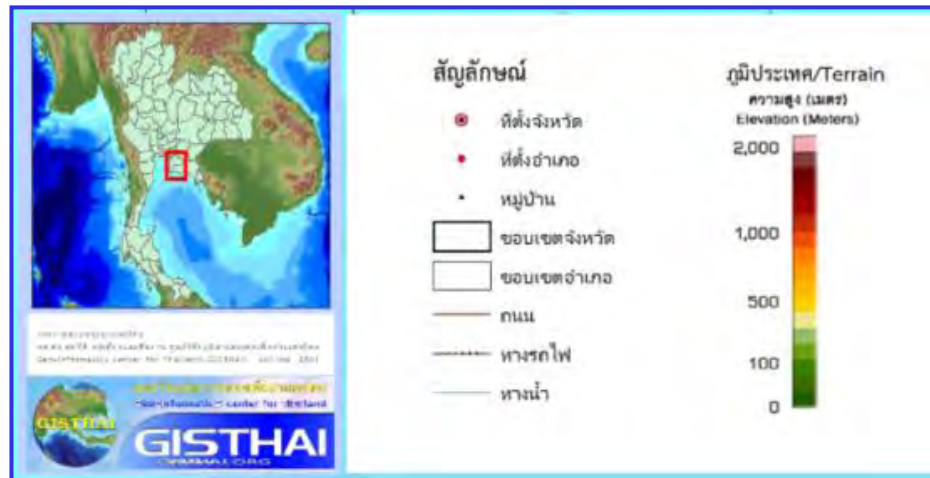 สัญลักษณ์
ที่ตั้งจังหวัด
ที่ตั้งอำเภอ
หมู่บ้าน
ขอบเขตจังหวัด
ขอบเขตอำเภอ
ถนน
ทางรถไฟ
ทางน้ำ
ภูมิประเทศ/Terrain
ความสูง (เมตร)
Elevation (Meters)
2,000
1,000
500
100
0
center for Thailand
GISTHAI
GISTHAI